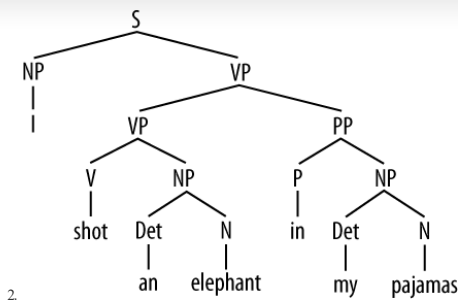 S
NP VP
I VP PP
V NP P NP
shot Det N in Det N
an elephant my pajamas
2.